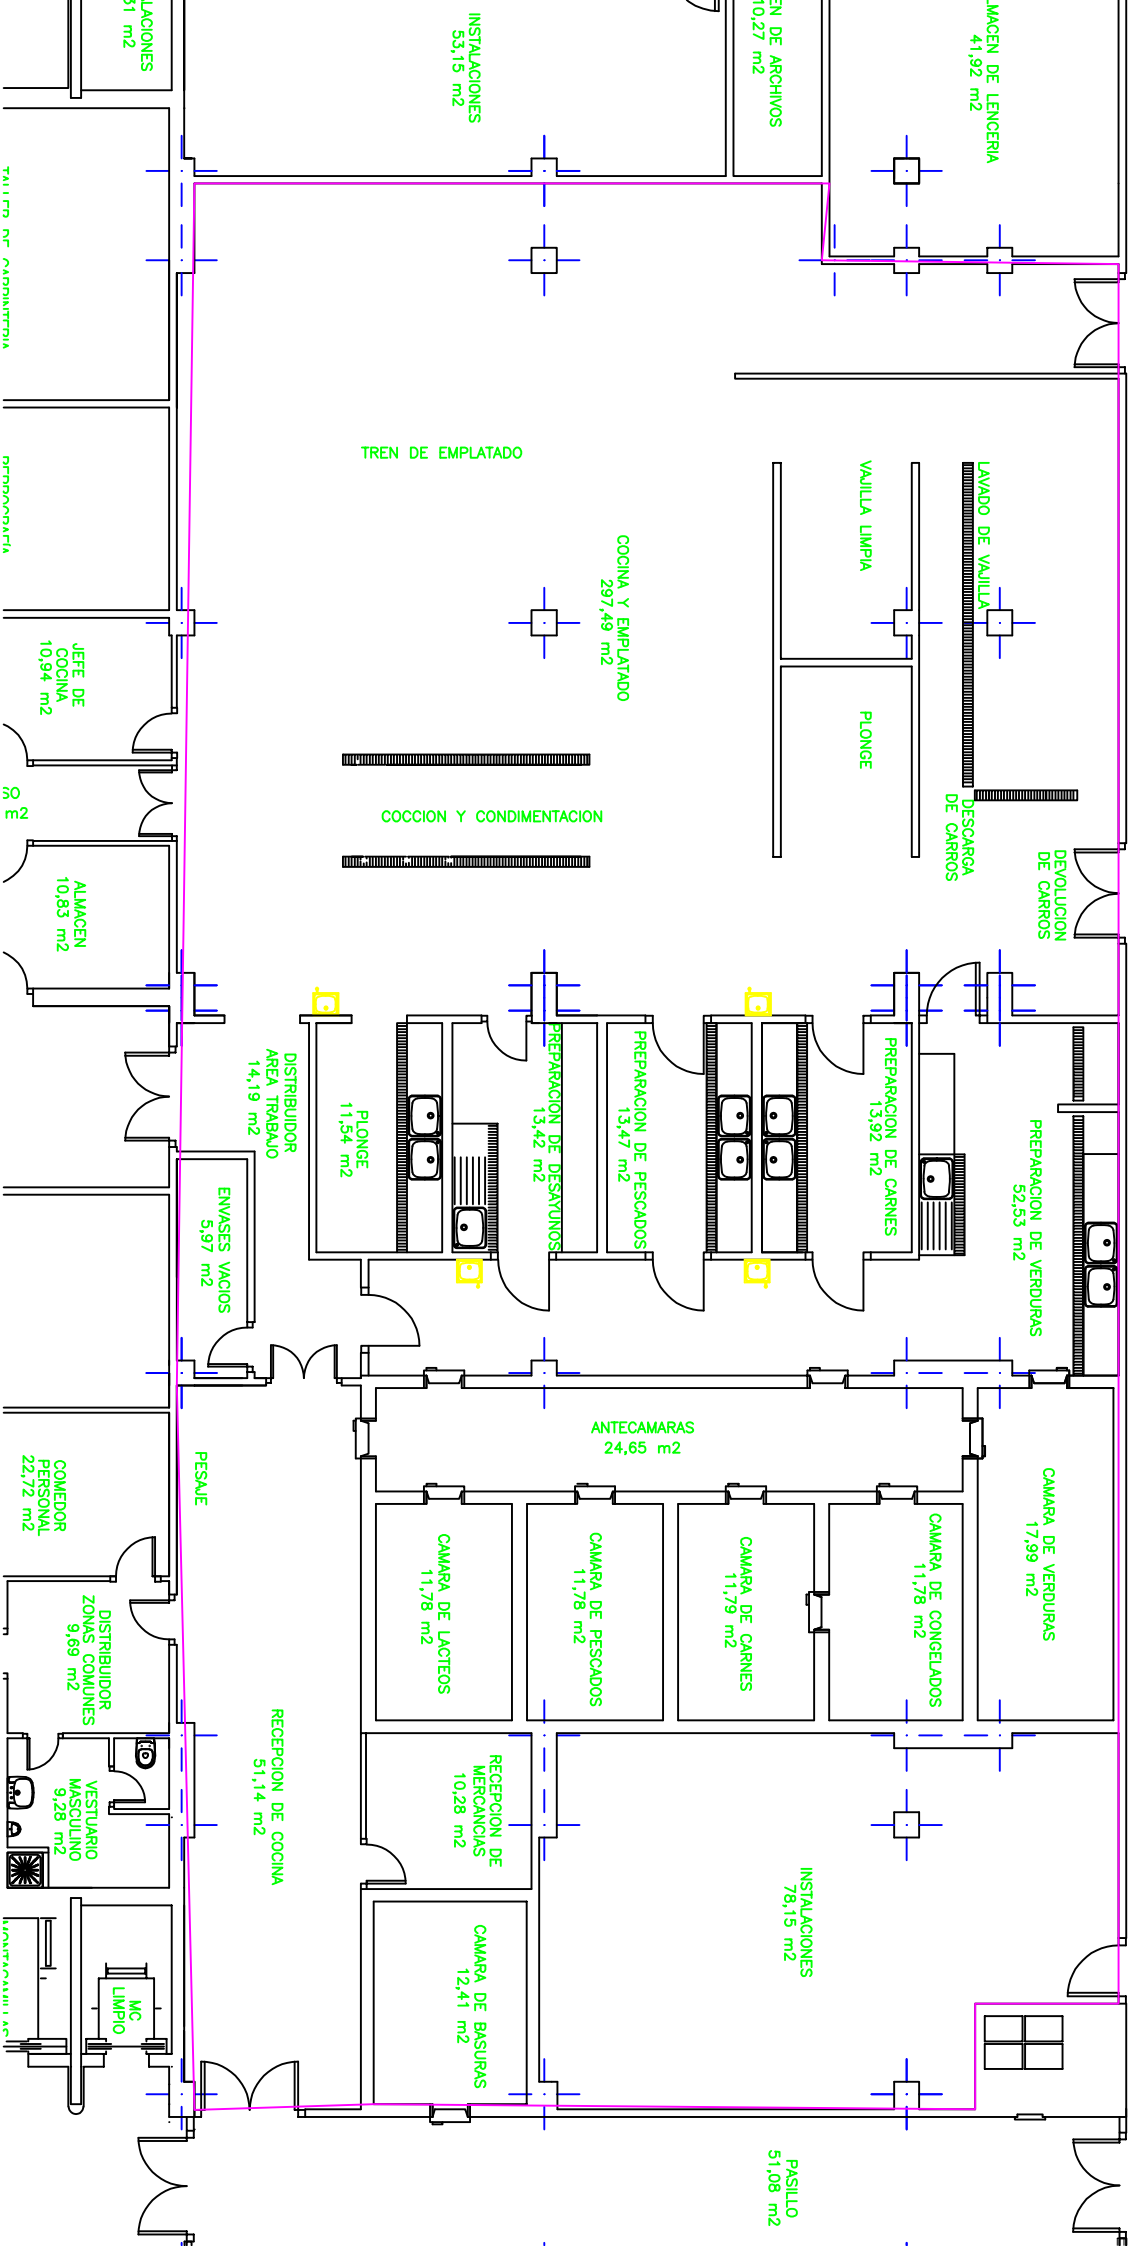 INSTALACIONES
53,15 m2
10,27 m2
DE ARCHIVOS
41,92 m2
DE LENCERIA
31 m2
TREN DE EMPLATADO
VAJILLA LIMPIA
LAVADO DE VAJILLA
COCINA Y EMPLATADO
297,49 m2
JEFE DE
COCINA
10,94 m2
PLONGE
m2
COCCION Y CONDIMENTACION
DESCARGA
DE CARROS
DEVOLUCION
DE CARROS
ALMACEN
10,83 m2
DISTRIBUIDOR
AREA TRABAJO
14,19 m2
PLONGE
11,54 m2
PREPARACION DE DESAYUNOS
13,42 m2
PREPARACION DE PESCADOS
13,47 m2
PREPARACION DE CARNES
13,92 m2
PREPARACION DE VERDURAS
52,53 m2
ENVASES VACIOS
5,97 m2
ANTECAMARAS
24,65 m2
PESAJE
COMEDOR
PERSONAL
22,72 m2
CAMARA DE VERDURAS
17,99 m2
CAMARA DE LACTEOS
11,78 m2
CAMARA DE PESCADOS
11,78 m2
CAMARA DE CARNES
11,79 m2
CAMARA DE CONGELADOS
11,78 m2
DISTRIBUIDOR
ZONAS COMUNES
9,69 m2
RECEPCION DE COCINA
51,14 m2
RECEPCION DE
MERCANCIAS
10,28 m2
VESTUARIO
MASCULINO
9,28 m2
INSTALACIONES
78,15 m2
CAMARA DE BASURAS
12,41 m2
MC
LIMPIO
PASILLO
51,08 m2